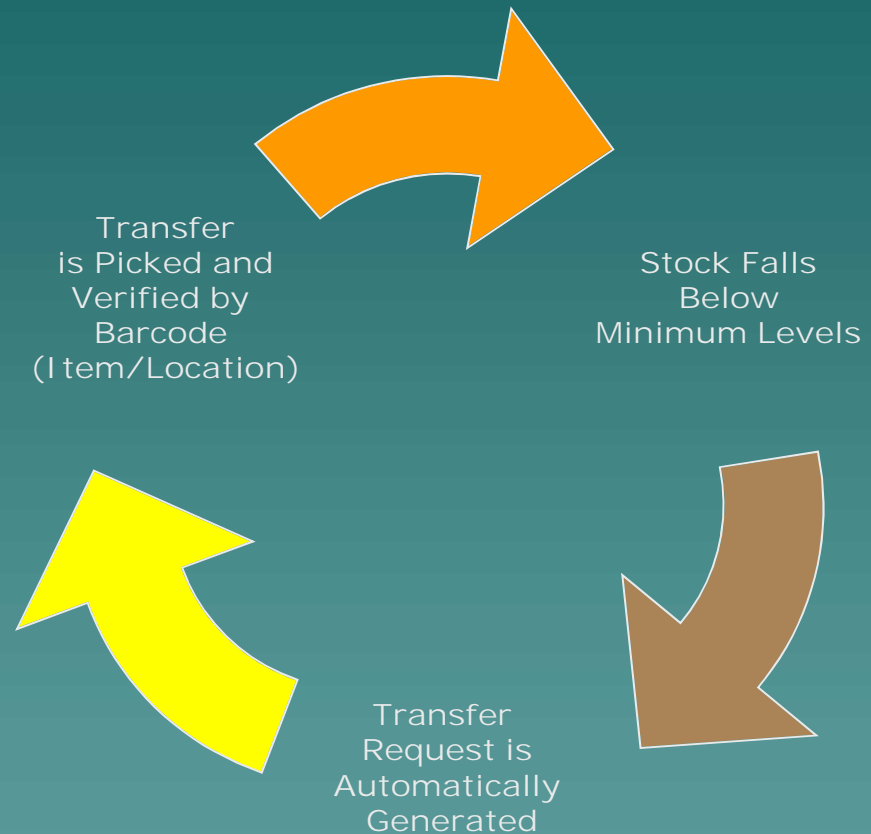 Transfer
is Picked and
Verified by
Barcode
(Item/Location)
Stock Falls
Below
Minimum Levels
Transfer
Request is
Automatically
Generated